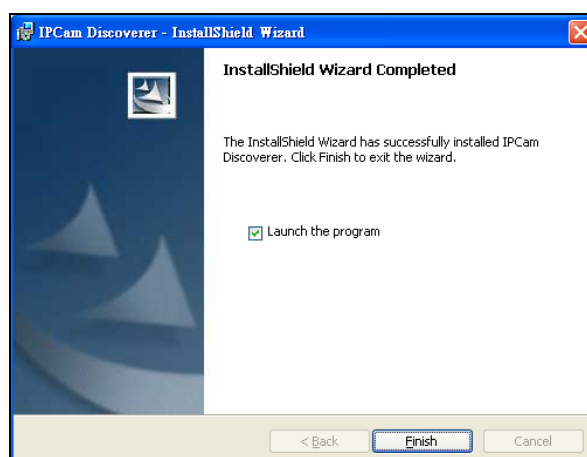 IPCam Discoverer - InstallShield Wizard
InstallShield Wizard Completed
The InstallShield Wizard has successfully installed IPCam
Discoverer. Click Finish to exit the wizard.
Launch the program
< Back
Finish
Cancel